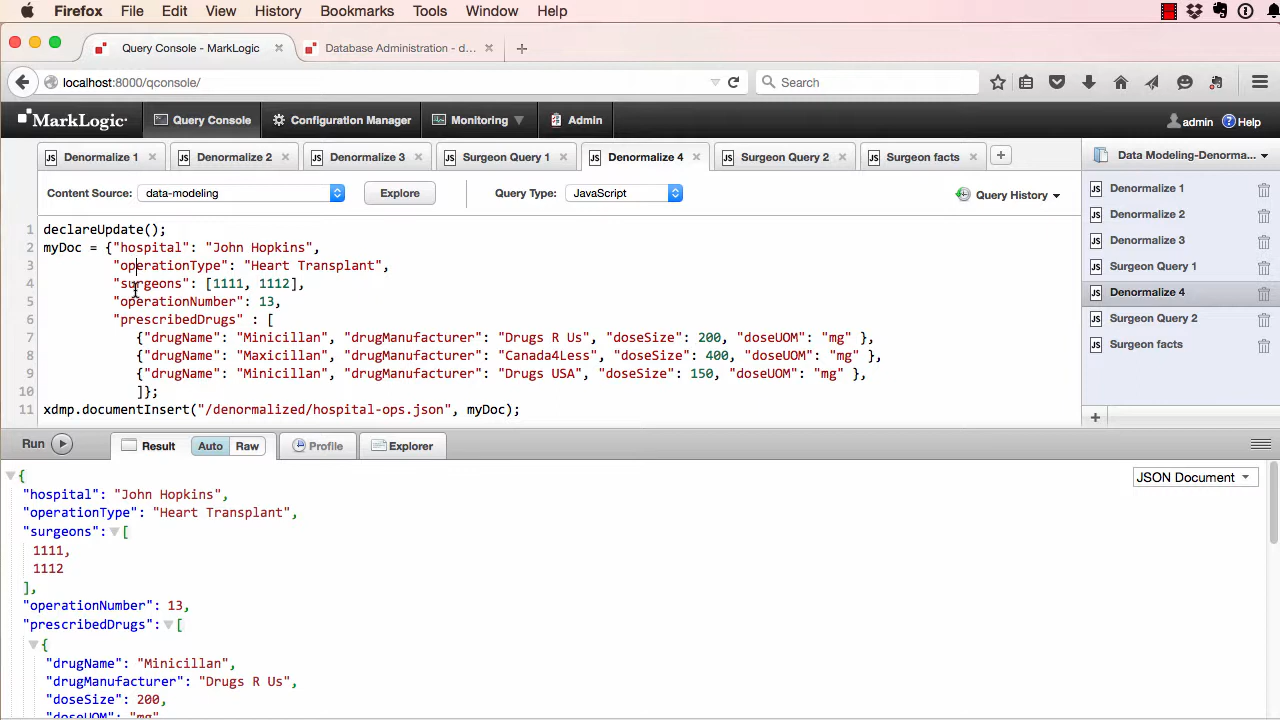 Firefox File Edit View History Bookmarks Tools Window Help
Query Console - MarkLogic × Database Administration - d... × +
localhost:8000/qconsole/ Search
MarkLogic Query Console Configuration Manager Monitoring Admin admin Help
Denormalize 1 × Denormalize 2 × Denormalize 3 × Surgeon Query 1 × Denormalize 4 × Surgeon Query 2 × Surgeon facts × + Data Modeling-Denorma...
Content Source: data-modeling Explore Query Type: JavaScript Query History
Denormalize 1
Denormalize 2
Denormalize 3
Surgeon Query 1
Denormalize 4
Surgeon Query 2
Surgeon facts
+
1 declareUpdate();
2 myDoc = {"hospital": "John Hopkins",
3 "operationType": "Heart Transplant",
4 "surgeons": [1111, 1112],
5 "operationNumber": 13,
6 "prescribedDrugs" : [
7 {"drugName": "Minicillan", "drugManufacturer": "Drugs R Us", "doseSize": 200, "doseUOM": "mg" },
8 {"drugName": "Maxicillan", "drugManufacturer": "Canada4Less", "doseSize": 400, "doseUOM": "mg" },
9 {"drugName": "Minicillan", "drugManufacturer": "Drugs USA", "doseSize": 150, "doseUOM": "mg" },
10 ]};
11 xdmp.documentInsert("/denormalized/hospital-ops.json", myDoc);
Run Result Auto Raw Profile Explorer
JSON Document
{
"hospital": "John Hopkins",
"operationType": "Heart Transplant",
"surgeons": [
1111,
1112
],
"operationNumber": 13,
"prescribedDrugs": [
{
"drugName": "Minicillan",
"drugManufacturer": "Drugs R Us",
"doseSize": 200,
"doseUOM": "mg"